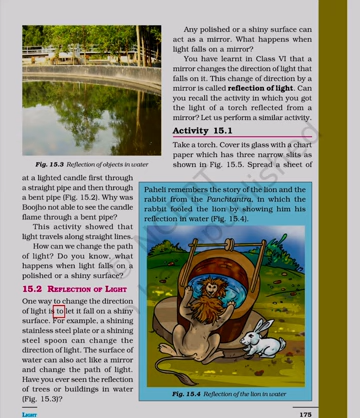 Fig. 15.3 Reflection of objects in water
at a lighted candle first through
a straight pipe and then through
a bent pipe (Fig. 15.2). Why was
Boojho not able to see the candle
flame through a bent pipe?
This activity showed that
light travels along straight lines.
How can we change the path
of light? Do you know, what
happens when light falls on a
polished or a shiny surface?
15.2 REFLECTION OF LIGHT
One way to change the direction
of light is to let it fall on a shiny
surface. For example, a shining
stainless steel plate or a shining
steel spoon can change the
direction of light. The surface of
water can also act like a mirror
and change the path of light.
Have you ever seen the reflection
of trees or buildings in water
(Fig. 15.3)?
Any polished or a shiny surface can
act as a mirror. What happens when
light falls on a mirror?
You have learnt in Class VI that a
mirror changes the direction of light that
falls on it. This change of direction by a
mirror is called reflection of light. Can
you recall the activity in which you got
the light of a torch reflected from a
mirror? Let us perform a similar activity.
Activity 15.1
Take a torch. Cover its glass with a chart
paper which has three narrow slits as
shown in Fig. 15.5. Spread a sheet of
Paheli remembers the story of the lion and the
rabbit from the Panchtantra, in which the
rabbit fooled the lion by showing him his
reflection in water (Fig. 15.4).
Fig. 15.4 Reflection of the lion in water
LIGHT
175